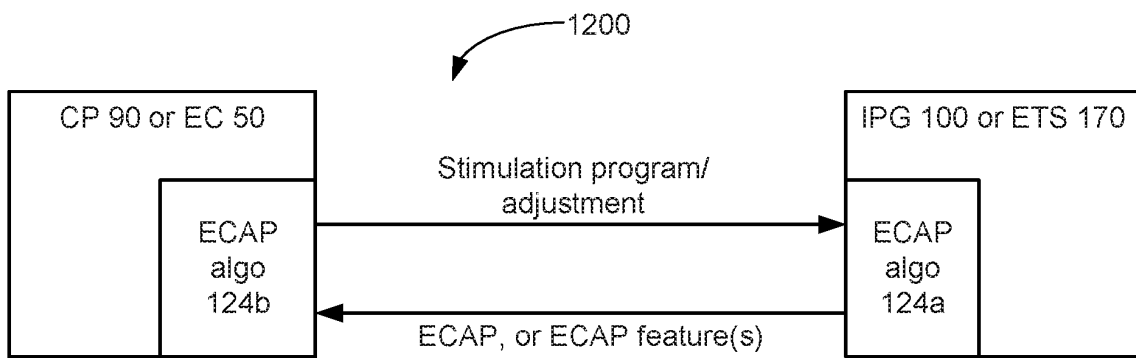 1200
CP 90 or EC 50
IPG 100 or ETS 170
Stimulation program/
adjustment
ECAP
algo
124b
ECAP
algo
124a
ECAP, or ECAP feature(s)